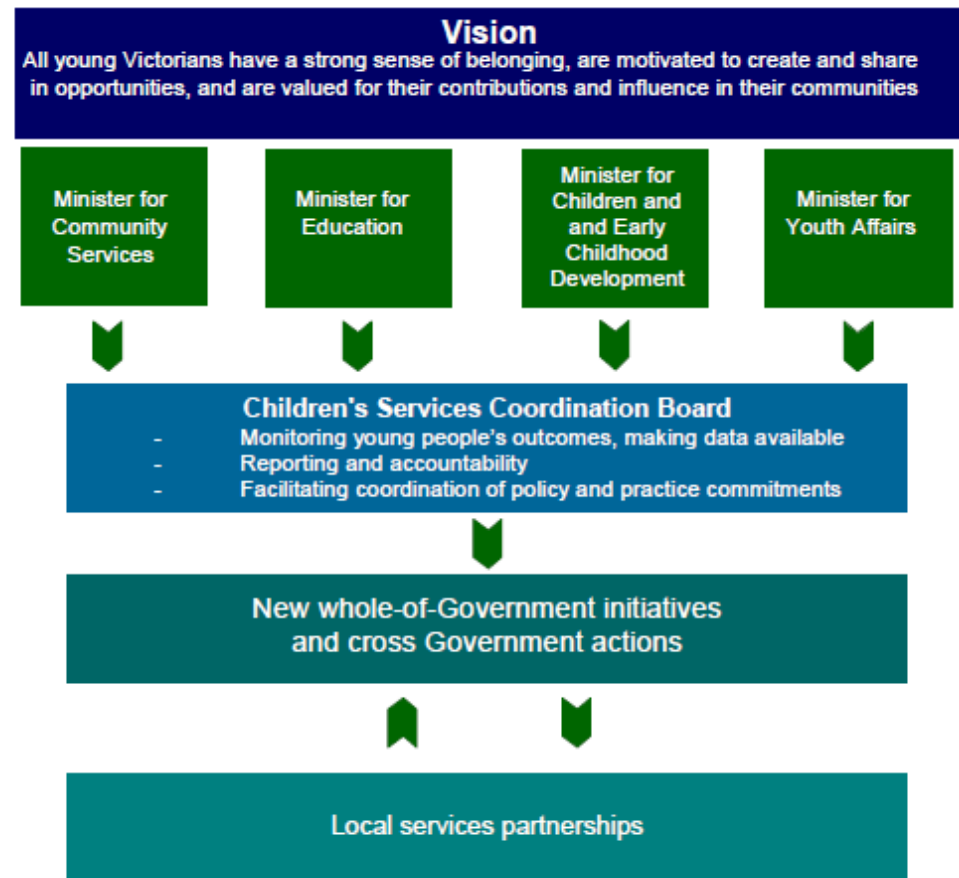 Vision
All young Victorians have a strong sense of belonging, are motivated to create and share
in opportunities, and are valued for their contributions and influence in their communities
Minister for
Community
Services
Minister for
Education
Minister for
Children and
and Early
Childhood
Development
Minister for
Youth Affairs
Children's Services Coordination Board
- Monitoring young people's outcomes, making data available
- Reporting and accountability
- Facilitating coordination of policy and practice commitments
New whole-of-Government initiatives
and cross Government actions
Local services partnerships